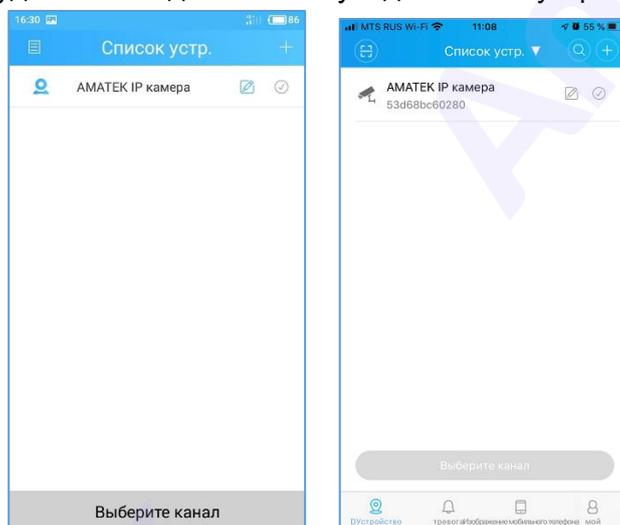 16:30 86
Список устр.
AMATEK IP камера
Выберите канал
MTS RUS Wi-Fi 11:08 55 %
Список устр. ▼
AMATEK IP камера
53d68bc60280
Выберите канал
DУстройство тревога Изображение мобильного телефона мой